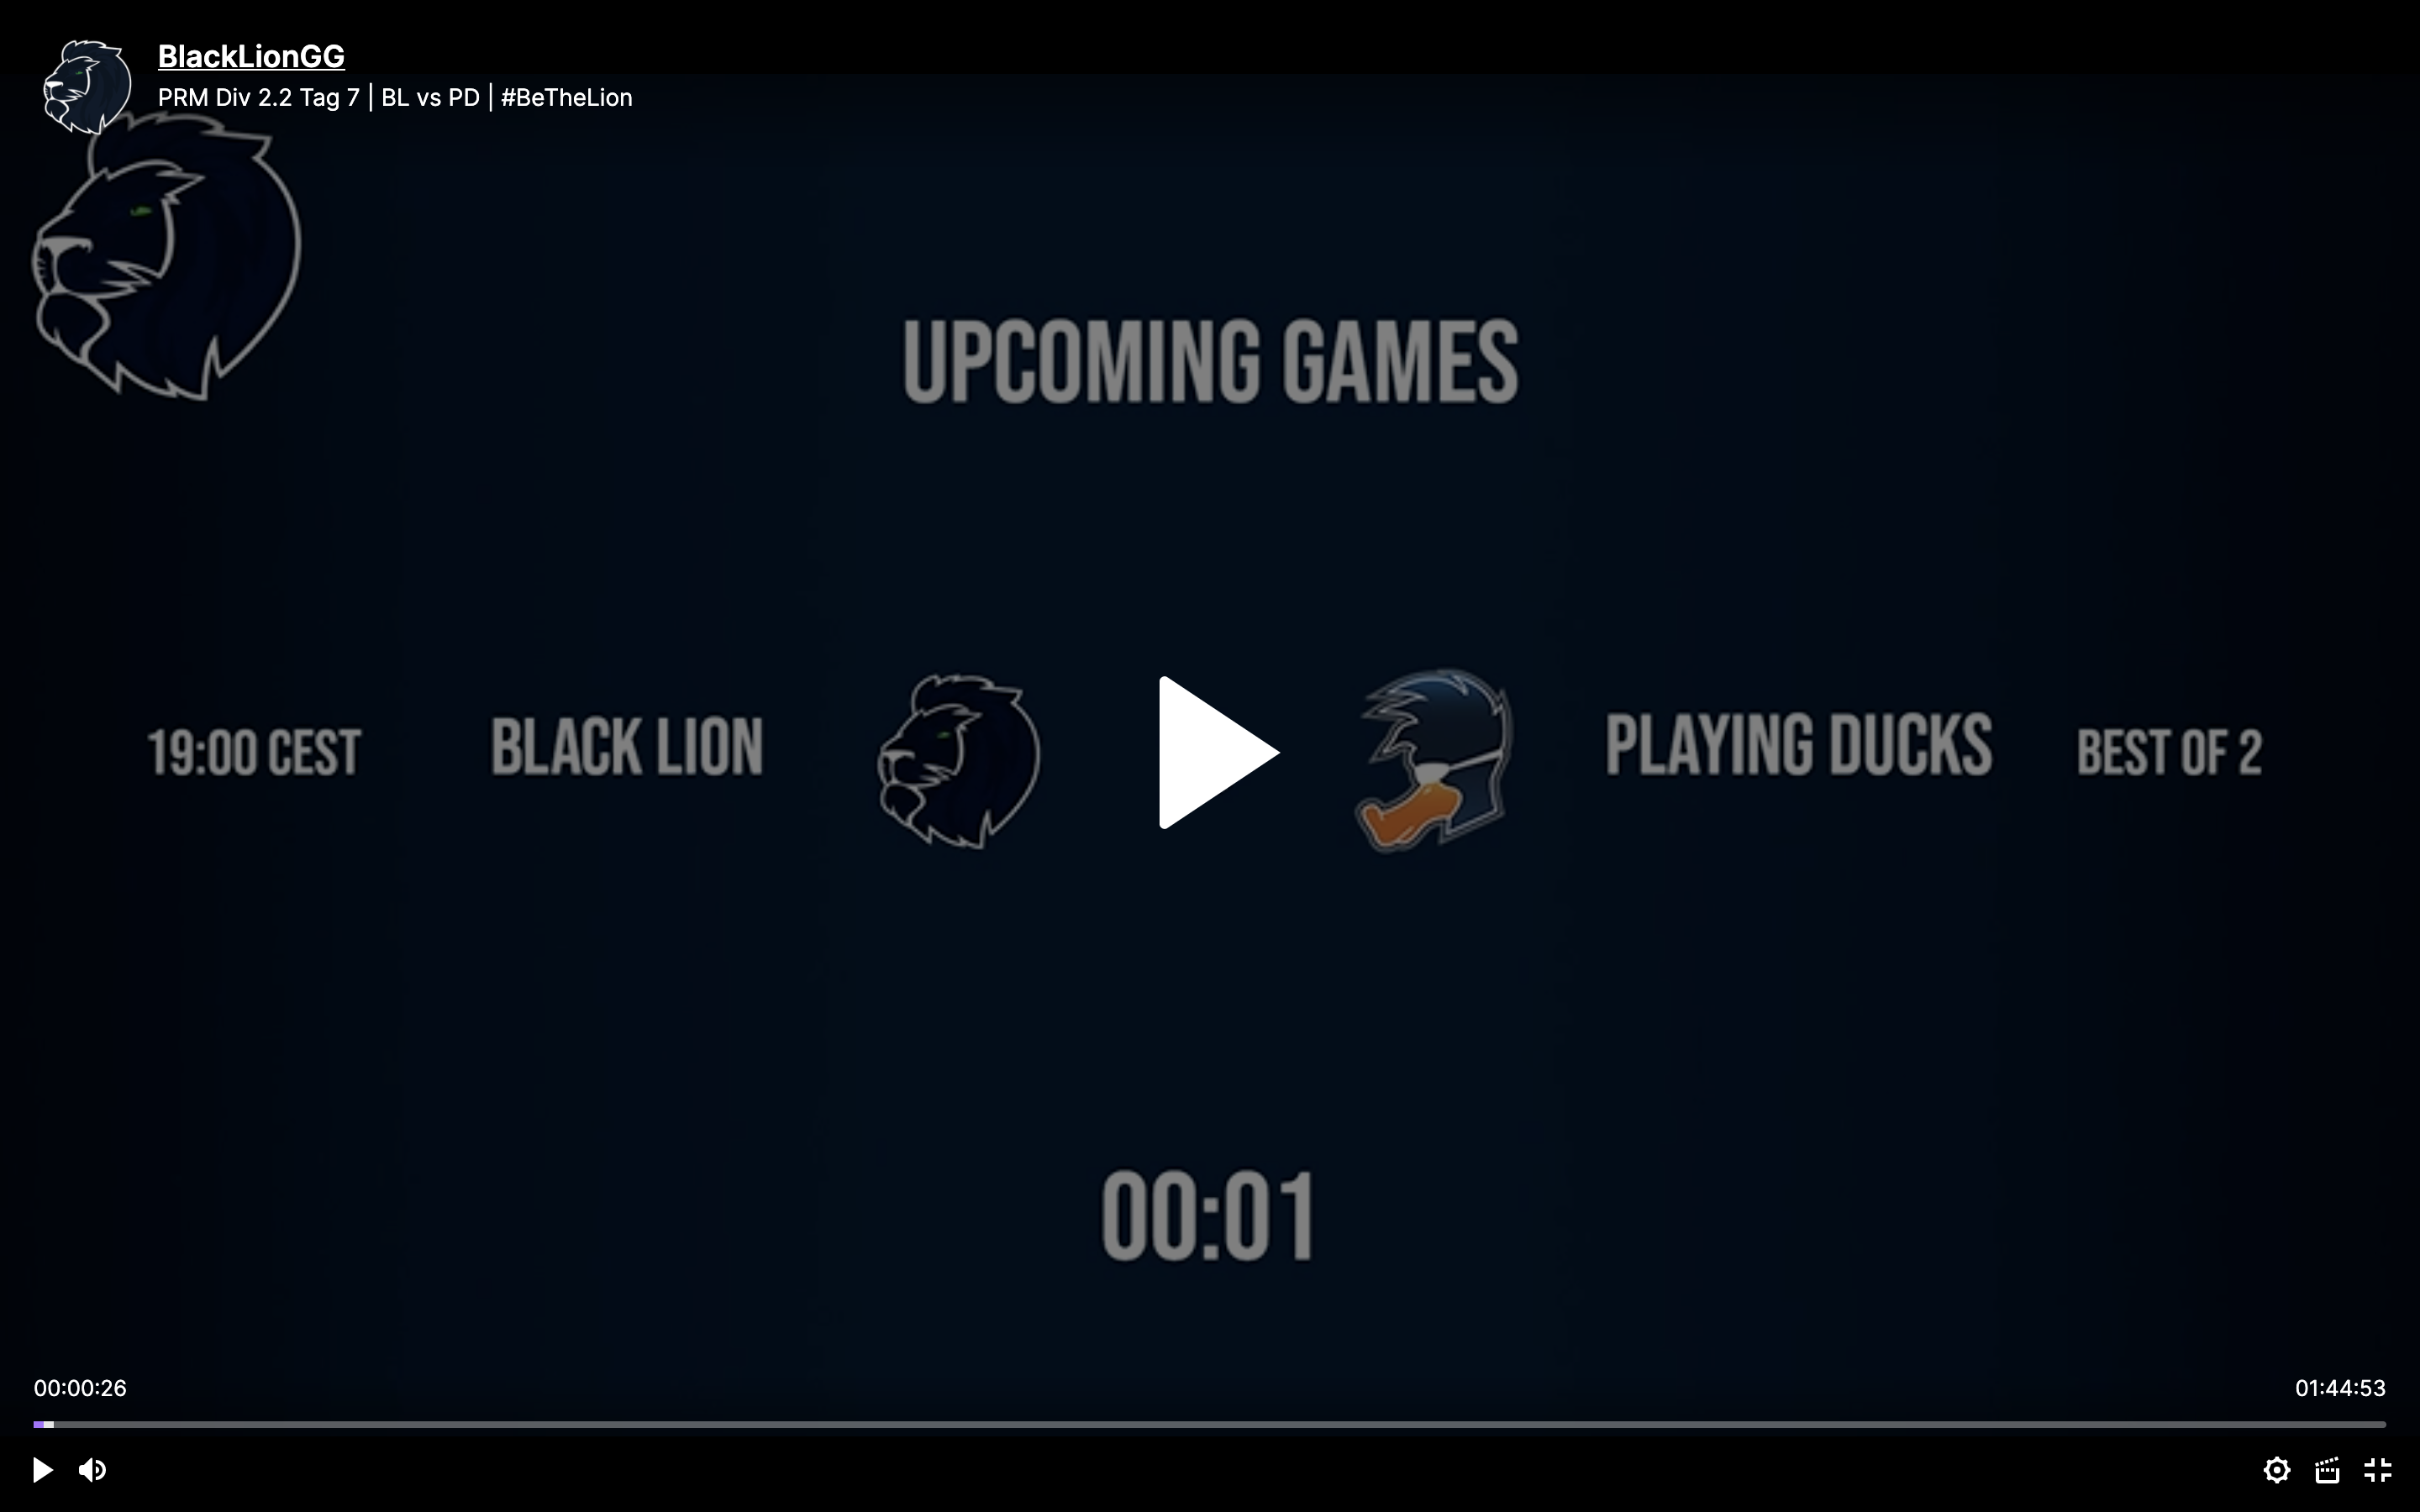 BlackLionGG
PRM Div 2.2 Tag 7 | BL vs PD | #BeTheLion
UPCOMING GAMES
19:00 CEST BLACK LION PLAYING DUCKS BEST OF 2
00:01
00:00:26 01:44:53